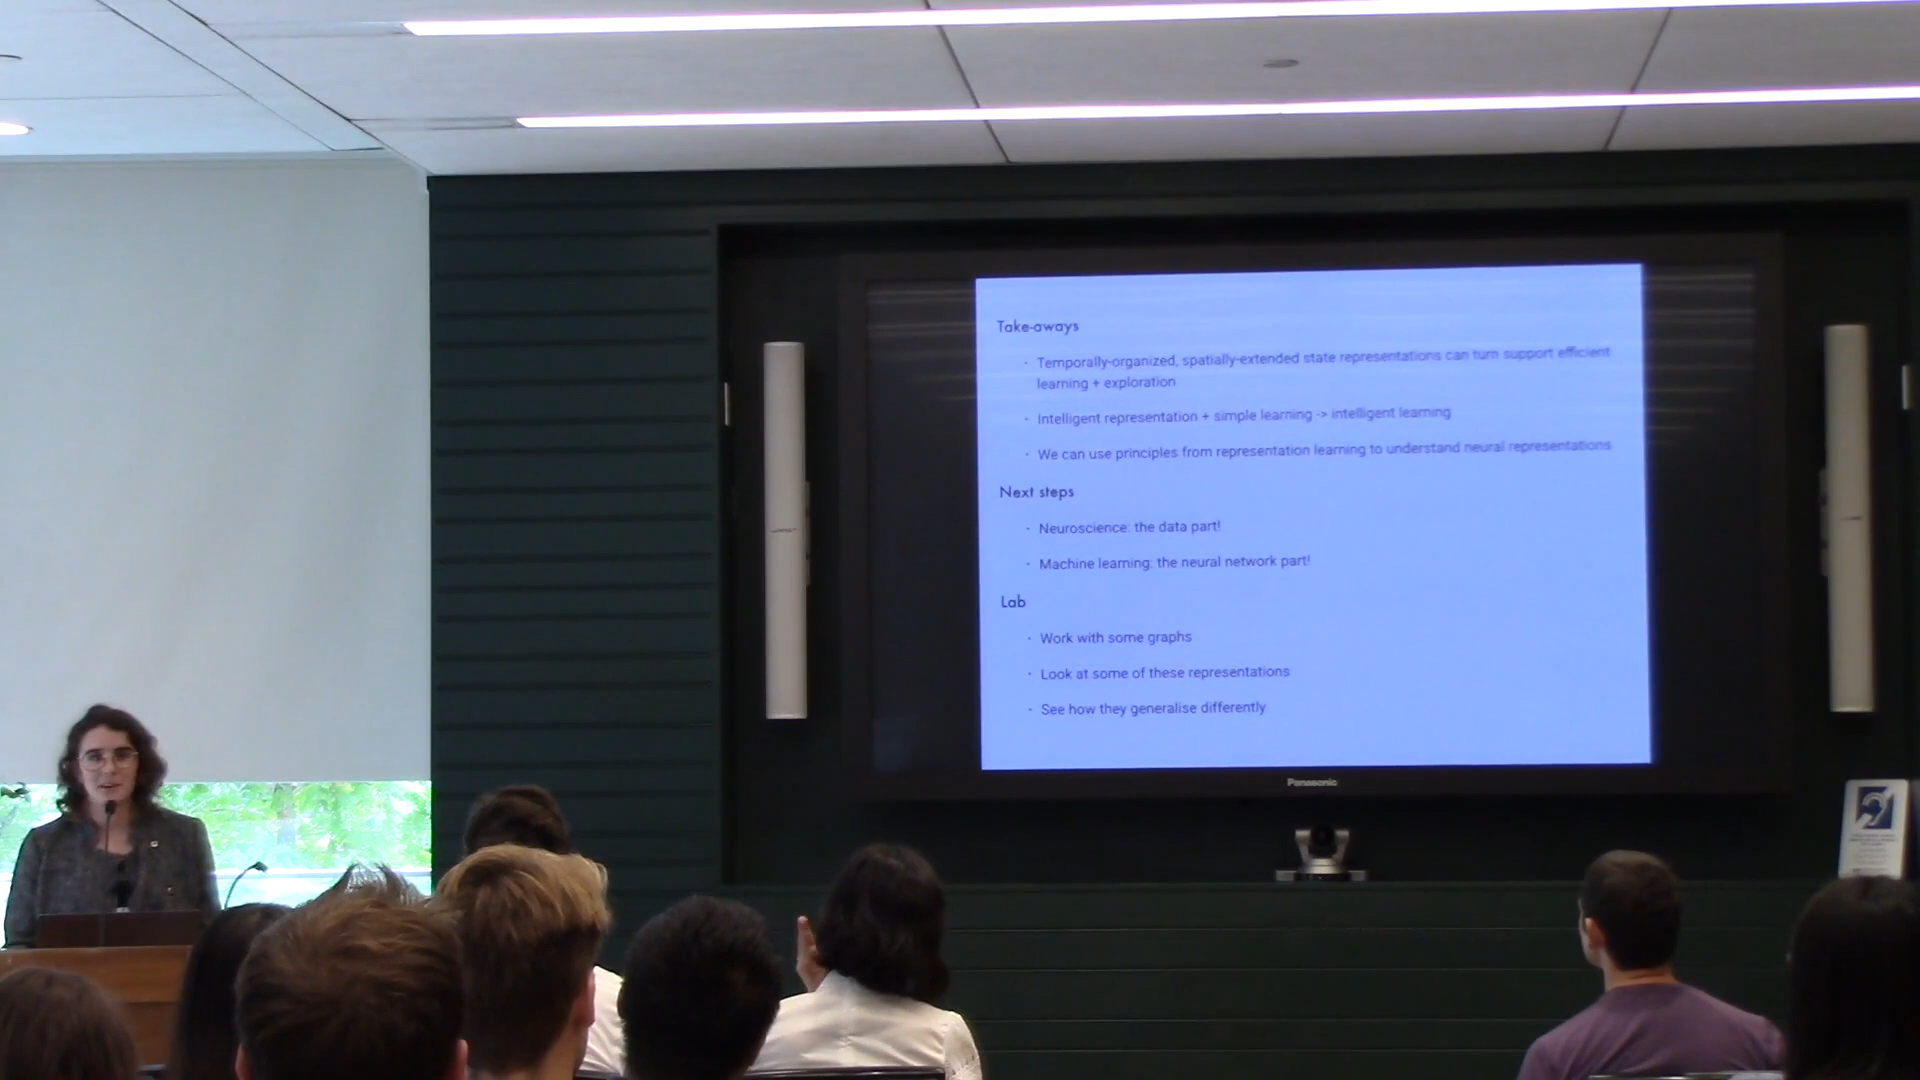 Take-aways
· Temporally-organized, spatially-extended state representations can turn support efficient
learning + exploration
· Intelligent representation + simple learning -> intelligent learning
· We can use principles from representation learning to understand neural representations
Next steps
· Neuroscience: the data part!
· Machine learning: the neural network part!
Lab
· Work with some graphs
· Look at some of these representations
· See how they generalise differently
Panasonic